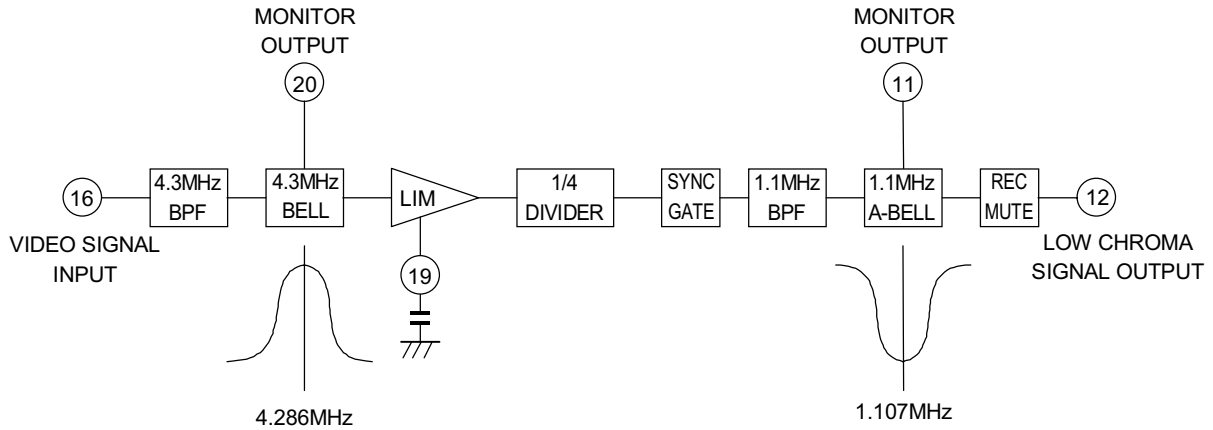 MONITOR
OUTPUT
20
MONITOR
OUTPUT
11
16
VIDEO SIGNAL
INPUT
4.3MHz
BPF
4.3MHz
BELL
LIM
19
1/4
DIVIDER
SYNC
GATE
1.1MHz
BPF
1.1MHz
A-BELL
REC
MUTE
12
LOW CHROMA
SIGNAL OUTPUT
4.286MHz
1.107MHz